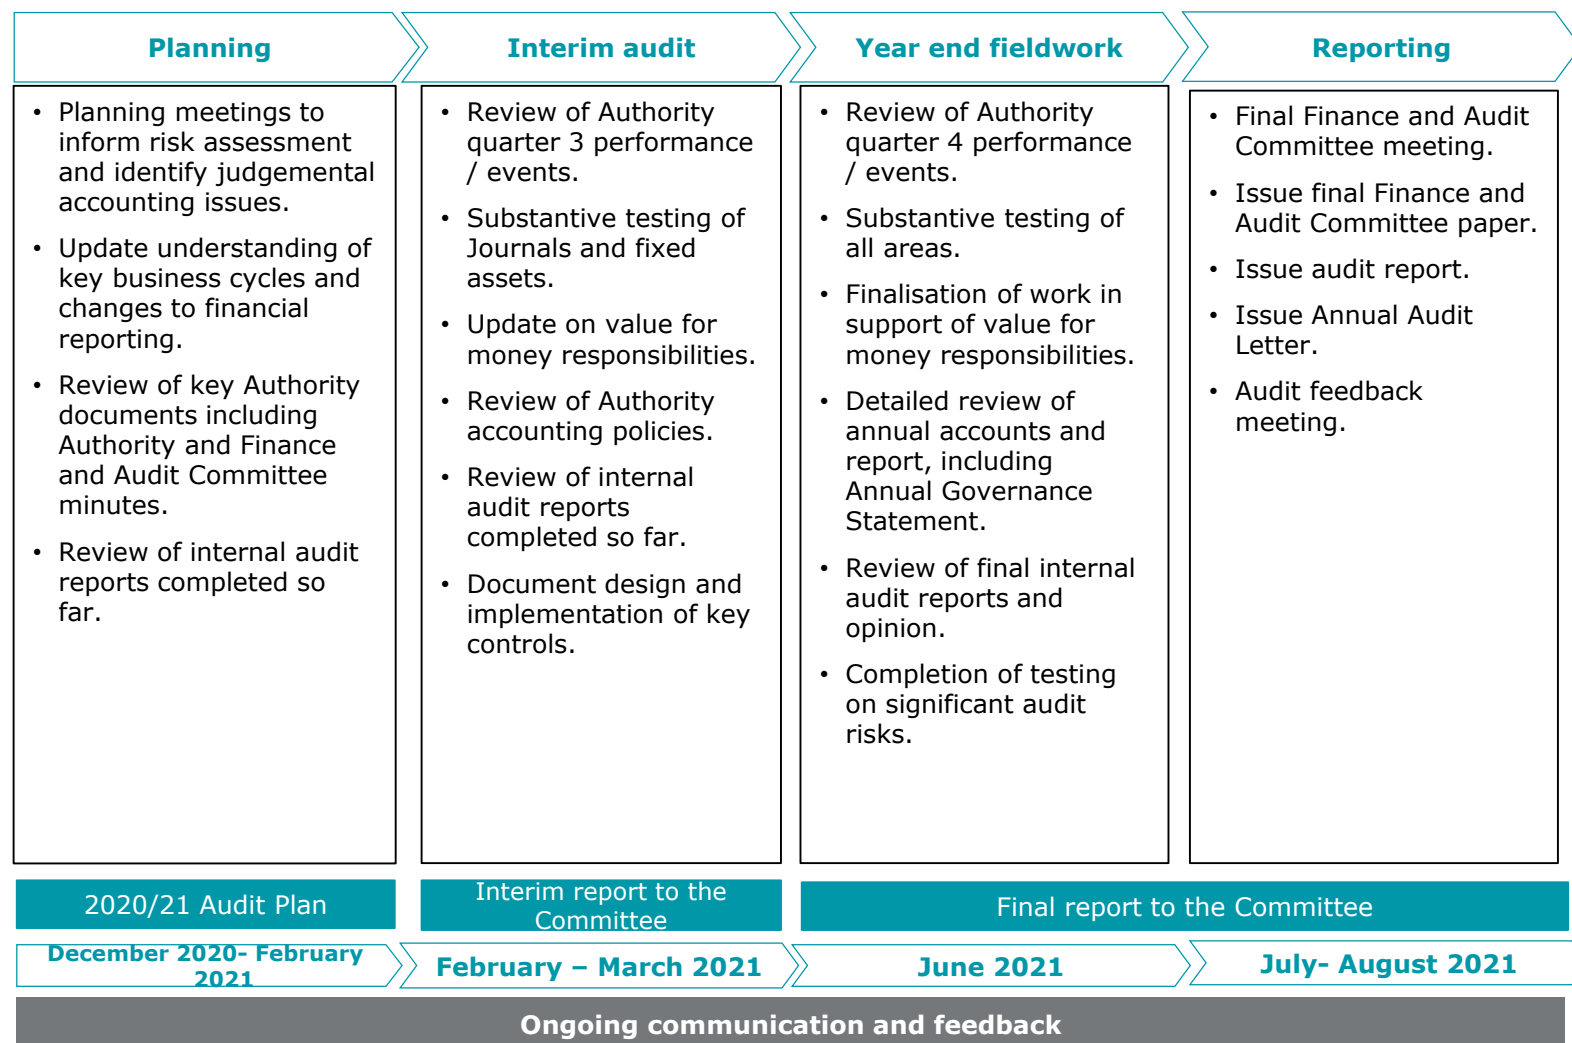 Planning
Interim audit
Year end fieldwork
Reporting
• Planning meetings to
inform risk assessment
and identify judgemental
accounting issues.
• Update understanding of
key business cycles and
changes to financial
reporting.
• Review of key Authority
documents including
Authority and Finance
and Audit Committee
minutes.
• Review of internal audit
reports completed so
far.
• Review of Authority
quarter 3 performance
/ events.
• Substantive testing of
Journals and fixed
assets.
• Update on value for
money responsibilities.
• Review of Authority
accounting policies.
• Review of internal
audit reports
completed so far.
• Document design and
implementation of key
controls.
• Review of Authority
quarter 4 performance
/ events.
• Substantive testing of
all areas.
• Finalisation of work in
support of value for
money responsibilities.
• Detailed review of
annual accounts and
report, including
Annual Governance
Statement.
• Review of final internal
audit reports and
opinion.
• Completion of testing
on significant audit
risks.
• Final Finance and Audit
Committee meeting.
• Issue final Finance and
Audit Committee paper.
• Issue audit report.
• Issue Annual Audit
Letter.
• Audit feedback
meeting.
2020/21 Audit Plan
Interim report to the
Committee
Final report to the Committee
December 2020- February
2021
February – March 2021
June 2021
July- August 2021
Ongoing communication and feedback